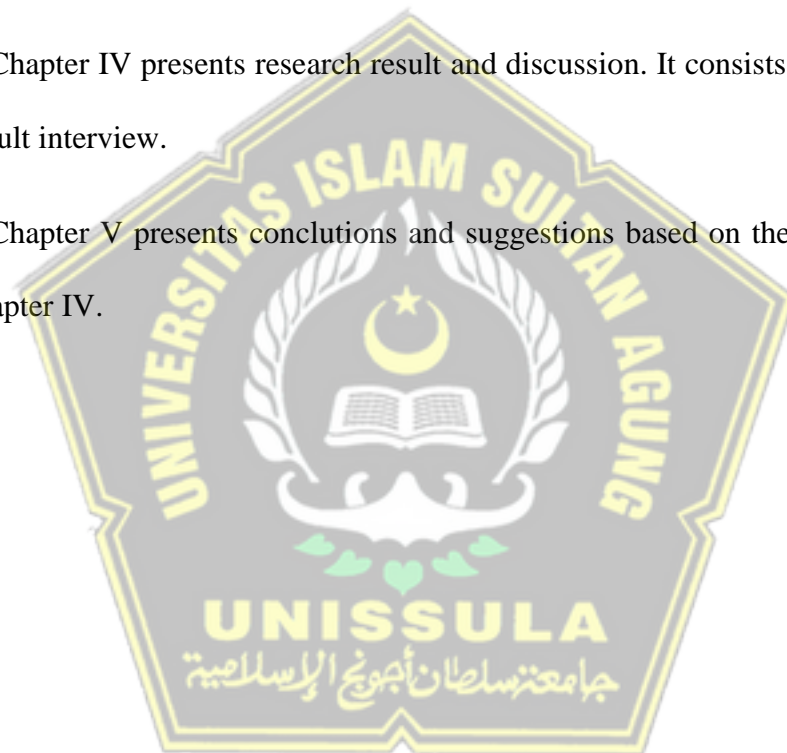 Chapter IV presents research result and discussion. It consists
ult interview.
Chapter V presents conclutions and suggestions based on the
apter IV.
UNIVERSITAS ISLAM SULTAN AGUNG
UNISSULA
جامعة سلطان أجونج الإسلامية